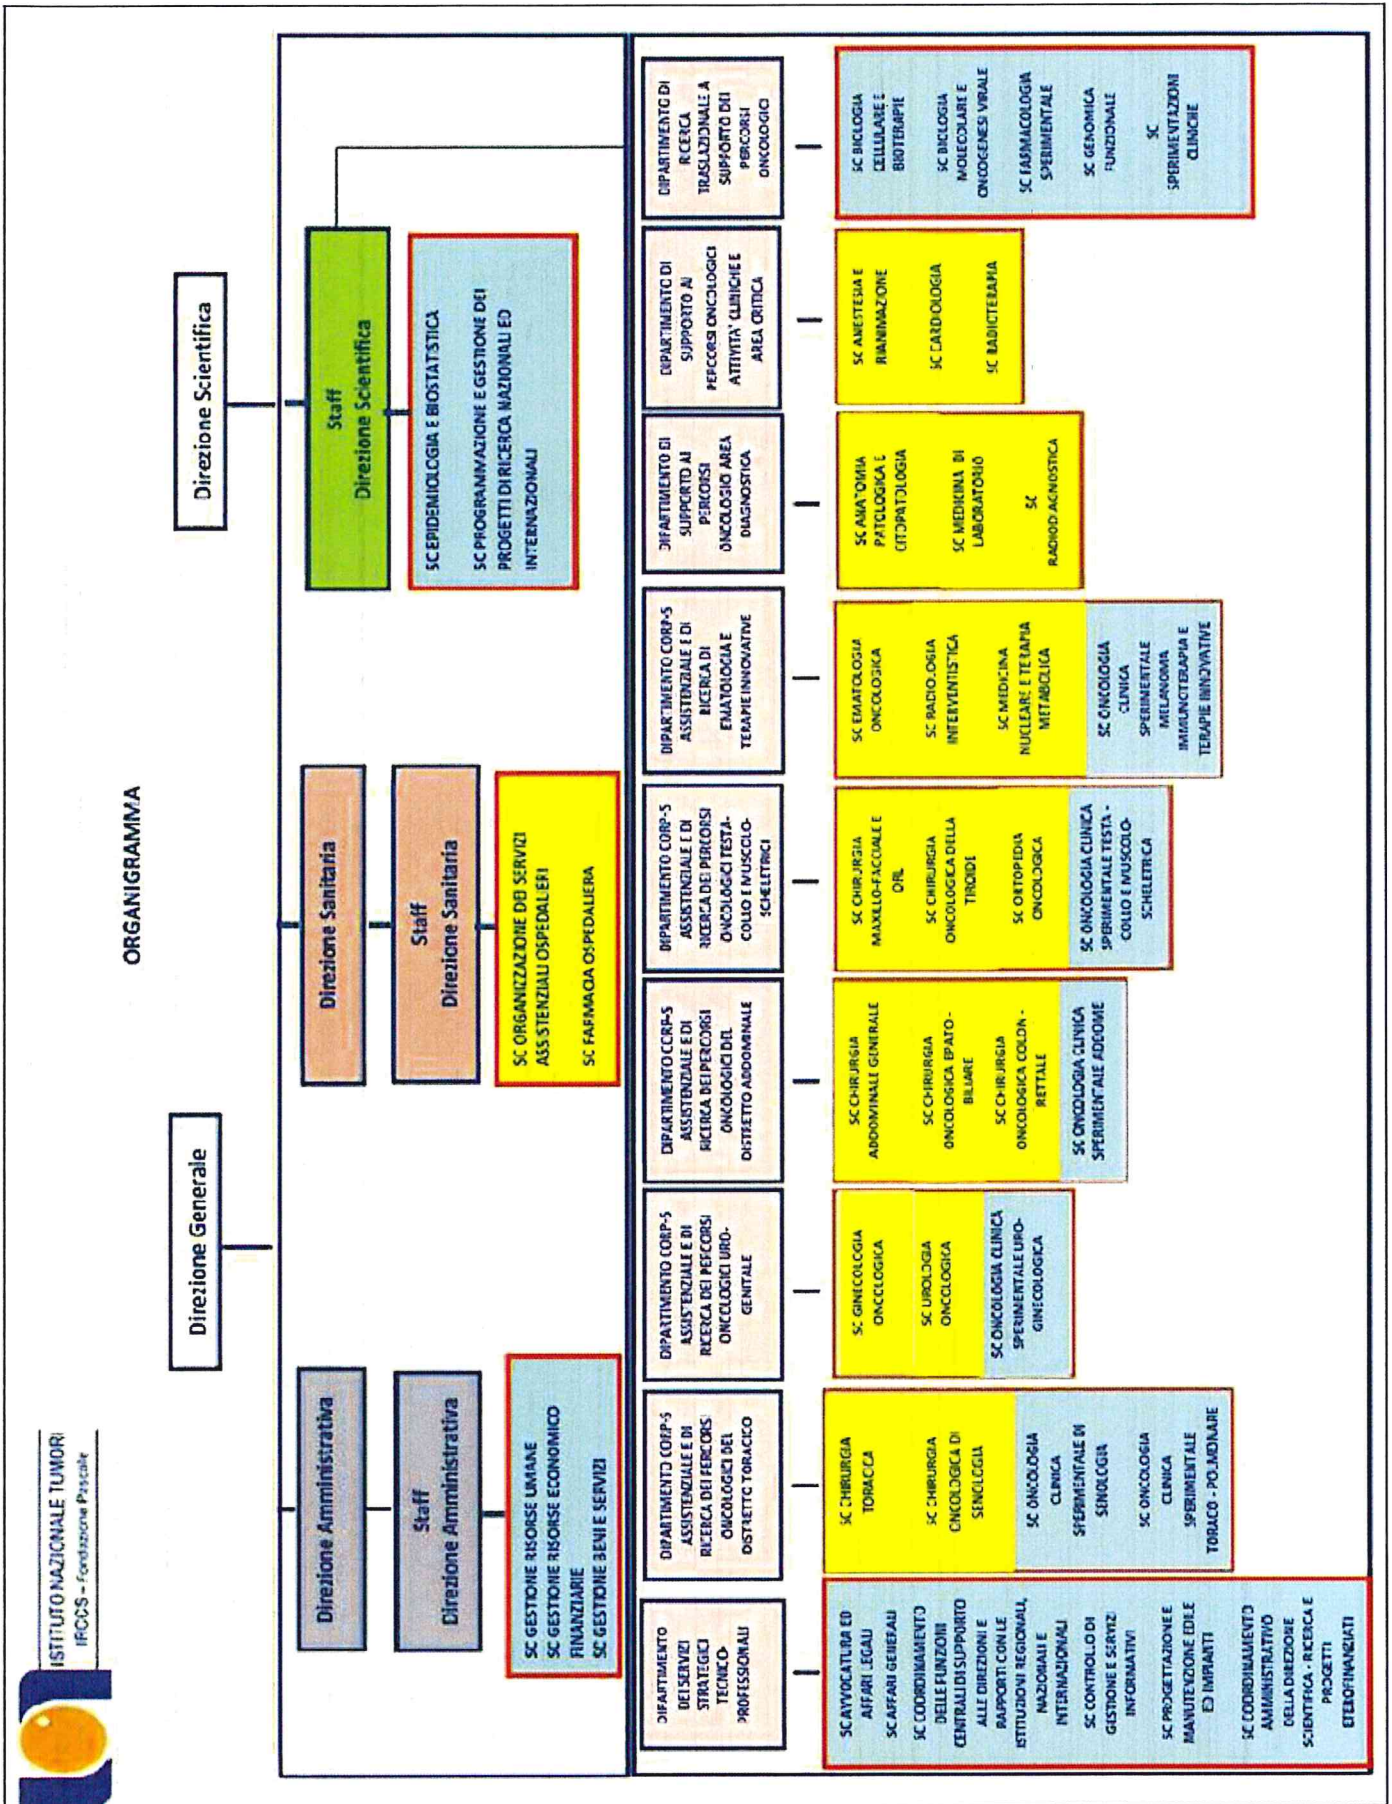 ISTITUTO NAZIONALE TUMORI
IRCCS – Fondazione Pascale
ORGANIGRAMMA
Direzione Generale
Direzione Scientifica
Direzione Amministrativa
Staff
Direzione Amministrativa
SC GESTIONE RISORSE UMANE
SC GESTIONE RISORSE ECONOMICO
FINANZIARIE
SC GESTIONE BENI E SERVIZI
Direzione Sanitaria
Staff
Direzione Sanitaria
SC ORGANIZZAZIONE DEI SERVIZI
ASSISTENZIALI OSPEDALIERI
SC FARMACIA OSPEDALIERA
Staff
Direzione Scientifica
SC EPIDEMIOLOGIA E BIOSTATISTICA
SC PROGRAMMAZIONE E GESTIONE DEI
PROGETTI DI RICERCA NAZIONALI ED
INTERNAZIONALI
DIPARTIMENTO
DEI SERVIZI
STRATEGICI
TECNICO-
PROFESSIONALI
SC AVVOCATURA ED
AFFARI LEGALI
SC AFFARI GENERALI
SC COORDINAMENTO
DELLE FUNZIONI
CENTRALI DI SUPPORTO
ALLE DIREZIONI E
RAPPORTI CON LE
ISTITUZIONI REGIONALI,
NAZIONALI E
INTERNAZIONALI
SC CONTROLLO DI
GESTIONE E SERVIZI
INFORMATIVI
SC PROGETTAZIONE E
MANUTENZIONE EDILE
ED IMPIANTI
SC COORDINAMENTO
AMMINISTRATIVO
DELLA DIREZIONE
SCIENTIFICA - RICERCA E
PROGETTI
ETEROFINANZIATI
DIPARTIMENTO CORP-S
ASSISTENZIALE E DI
RICERCA DEI PERCORSI
ONCOLOGICI DEL
DISTRETTO TORACICO
SC CHIRURGIA
TORACICA
SC CHIRURGIA
ONCOLOGICA DI
SENOLOGIA
SC ONCOLOGIA
CLINICA
SPERIMENTALE DI
SENOLOGIA
SC ONCOLOGIA
CLINICA
SPERIMENTALE
TORACO - POLMONARE
DIPARTIMENTO CORP-S
ASSISTENZIALE E DI
RICERCA DEI PERCORSI
ONCOLOGICI URO-
GENITALE
SC GINECOLOGIA
ONCOLOGICA
SC UROLOGIA
ONCOLOGICA
SC ONCOLOGIA CLINICA
SPERIMENTALE URO-
GINECOLOGICA
DIPARTIMENTO CORP-S
ASSISTENZIALE E DI
RICERCA DEI PERCORSI
ONCOLOGICI DEL
DISTRETTO ADDOMINALE
SC CHIRURGIA
ADDOMINALE GENERALE
SC CHIRURGIA
ONCOLOGICA EPATO-
BILIARE
SC CHIRURGIA
ONCOLOGICA COLON-
RETTALE
SC ONCOLOGIA CLINICA
SPERIMENTALE ADDOME
DIPARTIMENTO CORP-S
ASSISTENZIALE E DI
RICERCA DEI PERCORSI
ONCOLOGICI TESTA-
COLLO E MUSCOLO-
SCHELETRICI
SC CHIRURGIA
MAXILLO-FACCIALE E
ORL
SC CHIRURGIA
ONCOLOGICA DELLA
TIROIDE
SC ORTOPEDIA
ONCOLOGICA
SC ONCOLOGIA CLINICA
SPERIMENTALE TESTA -
COLLO E MUSCOLO-
SCHELETRICA
DIPARTIMENTO CORP-S
ASSISTENZIALE E DI
RICERCA DI
EMATOLOGIA E
TERAPIE INNOVATIVE
SC EMATOLOGIA
ONCOLOGICA
SC RADIOLOGIA
INTERVENTISTICA
SC MEDICINA
NUCLEARE E TERAPIA
METABOLICA
SC ONCOLOGIA
CLINICA
SPERIMENTALE
MELANOMA
IMMUNOTERAPIA E
TERAPIE INNOVATIVE
DIPARTIMENTO DI
SUPPORTO AI
PERCORSI
ONCOLOGICI AREA
DIAGNOSTICA
SC ANATOMIA
PATOLOGICA E
CITOPATOLOGIA
SC MEDICINA DI
LABORATORIO
SC
RADIODIAGNOSTICA
DIPARTIMENTO DI
SUPPORTO AI
PERCORSI ONCOLOGICI
ATTIVITA' CLINICHE E
AREA CRITICA
SC ANESTESIA E
RIANIMAZIONE
SC CARDIOLOGIA
SC RADIOTERAPIA
DIPARTIMENTO DI
RICERCA
TRASLAZIONALE A
SUPPORTO DEI
PERCORSI
ONCOLOGICI
SC BIOLOGIA
CELLULARE E
BIOTERAPIE
SC BIOLOGIA
MOLECOLARE E
ONCOGENESI VIRALE
SC FARMACOLOGIA
SPERIMENTALE
SC GENOMICA
FUNZIONALE
SC
SPERIMENTAZIONI
CLINICHE